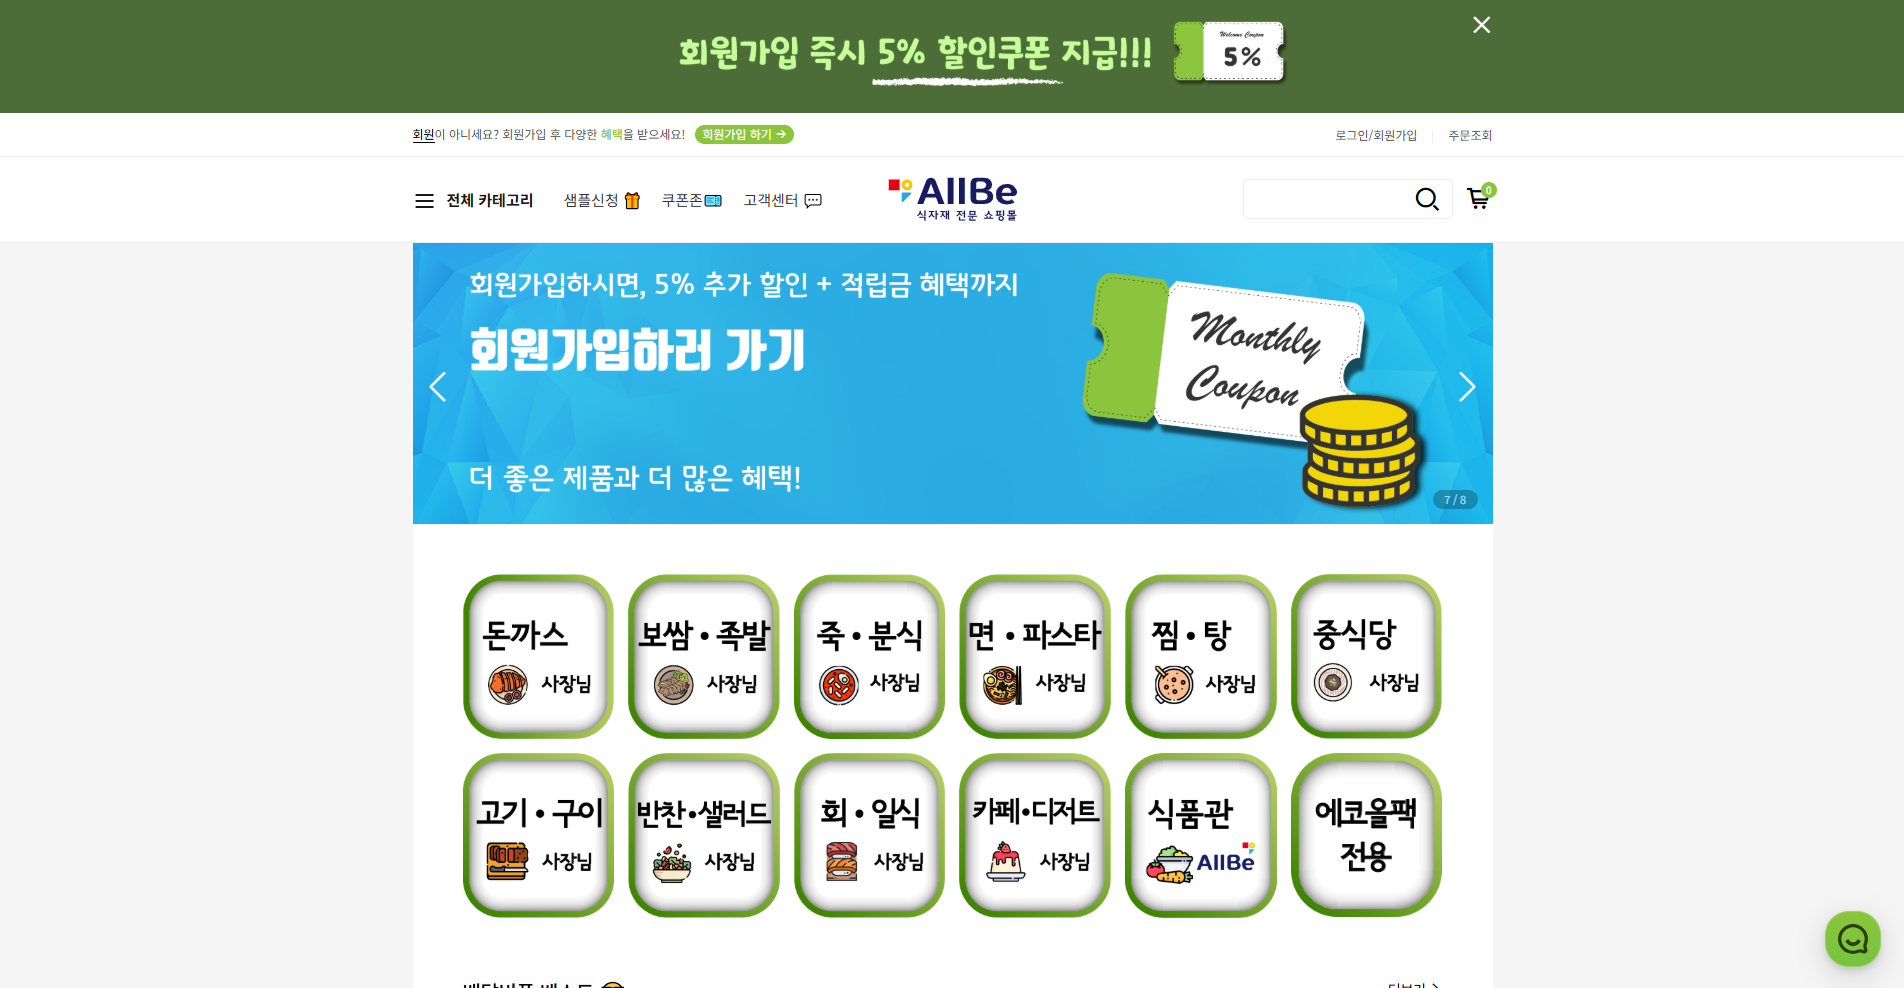 회원가입 즉시 5% 할인쿠폰 지급!!!
Welcome Coupon
5%
회원이 아니세요? 회원가입 후 다양한 혜택을 받으세요!
회원가입 하기 →
로그인/회원가입
주문조회
전체 카테고리
샘플신청
쿠폰존
고객센터
AllBe
식자재 전문 쇼핑몰
0
회원가입하시면, 5% 추가 할인 + 적립금 혜택까지
회원가입하러 가기
더 좋은 제품과 더 많은 혜택!
Monthly
Coupon
7 / 8
돈까스
사장님
보쌈 • 족발
사장님
죽 • 분식
사장님
면 • 파스타
사장님
찜 • 탕
사장님
중식당
사장님
고기 • 구이
사장님
반찬•샐러드
사장님
회 • 일식
사장님
카페•디저트
사장님
식품관
AllBe
에코올팩
전용